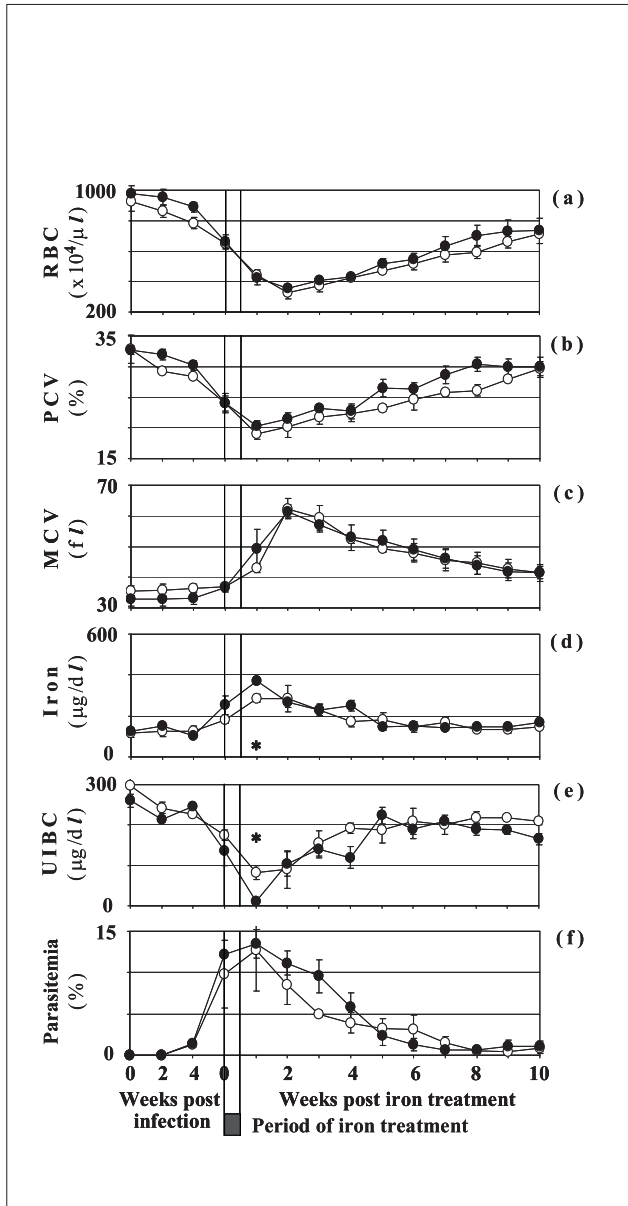 1000
RBC
(x10⁴/μl)
200
(a)
35
PCV
(%)
15
(b)
70
MCV
(fl)
30
(c)
600
Iron
(μg/dl)
0
(d)
*
300
UIBC
(μg/dl)
0
(e)
*
15
Parasitemia
(%)
0
(f)
0 2 4 0 2 4 6 8 10
Weeks post infection
Weeks post iron treatment
Period of iron treatment